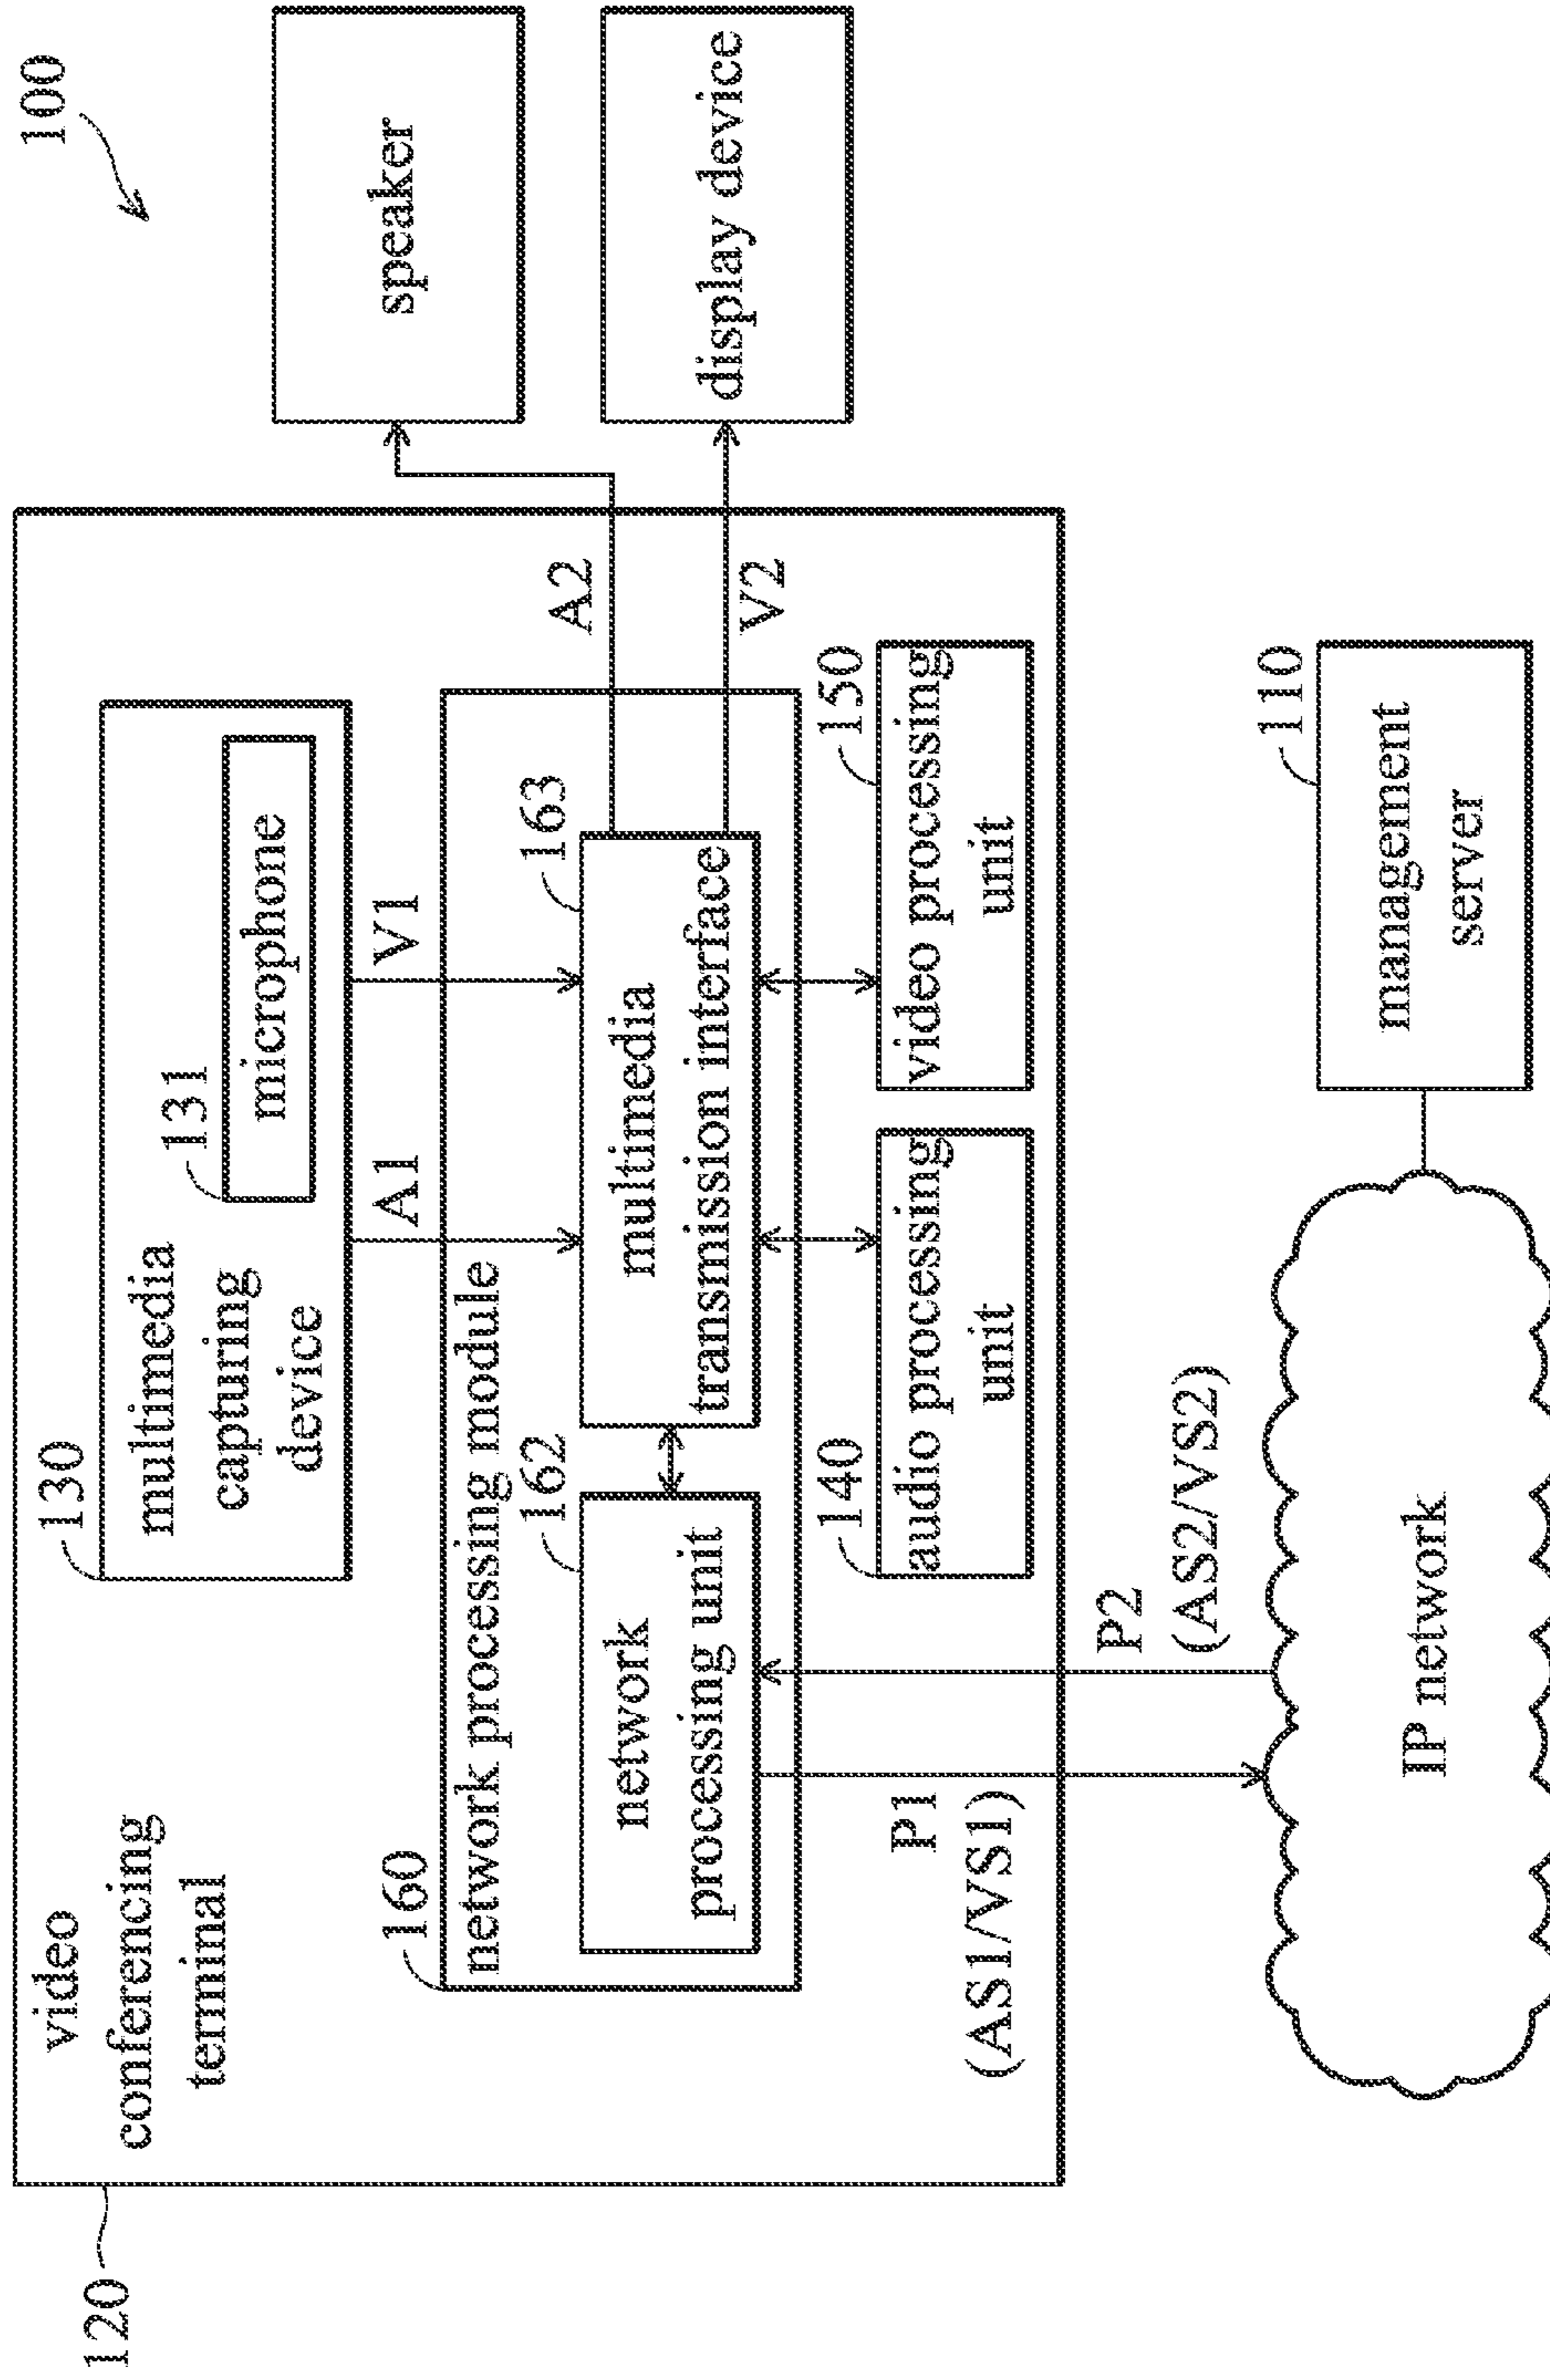 100
120
video
conferencing
terminal
130
multimedia
capturing
device
131
microphone
speaker
A1
V1
A2
160
network processing module
162
network
processing unit
163
multimedia
transmission interface
V2
display device
140
audio processing
unit
150
video processing
unit
P1
(AS1/VS1)
P2
(AS2/VS2)
110
IP network
management
server